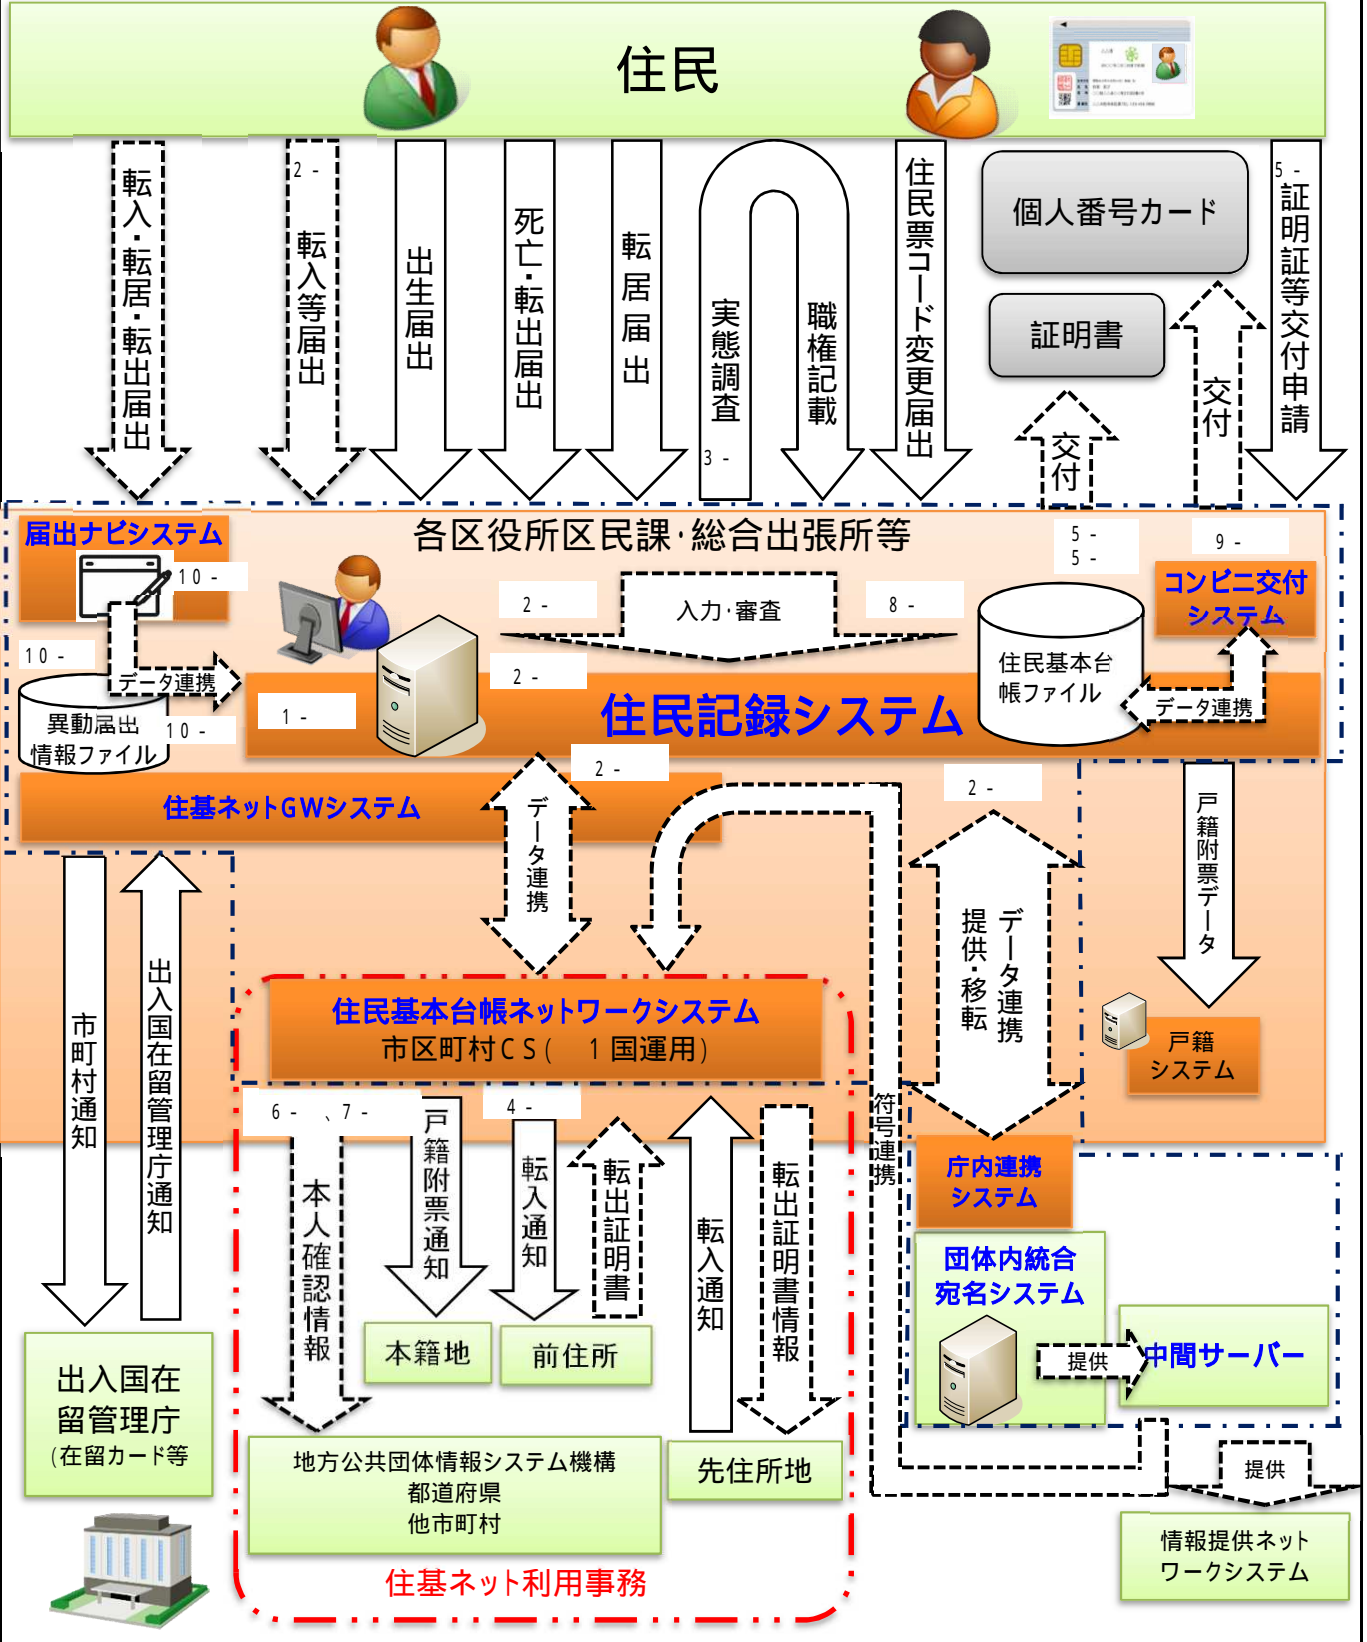 住民
転入・転居・転出届出
2 -
転入等届出
出生届出
死亡・転出届出
転居届出
実態調査
3 -
職権記載
住民票コード変更届出
個人番号カード
証明書
交付
交付
5 -
証明証等交付申請
届出ナビシステム
10 -
各区役所区民課・総合出張所等
5 -
5 -
9 -
コンビニ交付
システム
2 -
入力・審査
8 -
10 -
データ連携
異動届出
情報ファイル
10 -
1 -
2 -
住民記録システム
住民基本台
帳ファイル
データ連携
2 -
住基ネットGWシステム
データ連携
2 -
データ連携
提供・移転
戸籍附票データ
戸籍
システム
市町村通知
出入国在留管理庁通知
住民基本台帳ネットワークシステム
市区町村CS(　1国運用)
6 -　、7 -
本人確認情報
戸籍附票通知
4 -
転入通知
転出証明書
転入通知
転出証明書情報
符号連携
庁内連携
システム
団体内統合
宛名システム
提供
中間サーバー
本籍地
前住所
出入国在
留管理庁
(在留カード等
地方公共団体情報システム機構
都道府県
他市町村
先住所地
提供
情報提供ネット
ワークシステム
住基ネット利用事務